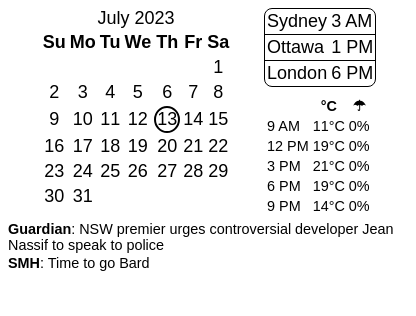 July 2023
Su Mo Tu We Th Fr Sa
1
2 3 4 5 6 7 8
9 10 11 12 13 14 15
16 17 18 19 20 21 22
23 24 25 26 27 28 29
30 31
Sydney 3 AM
Ottawa 1 PM
London 6 PM
°C ☂
9 AM 11°C 0%
12 PM 19°C 0%
3 PM 21°C 0%
6 PM 19°C 0%
9 PM 14°C 0%
Guardian: NSW premier urges controversial developer Jean
Nassif to speak to police
SMH: Time to go Bard